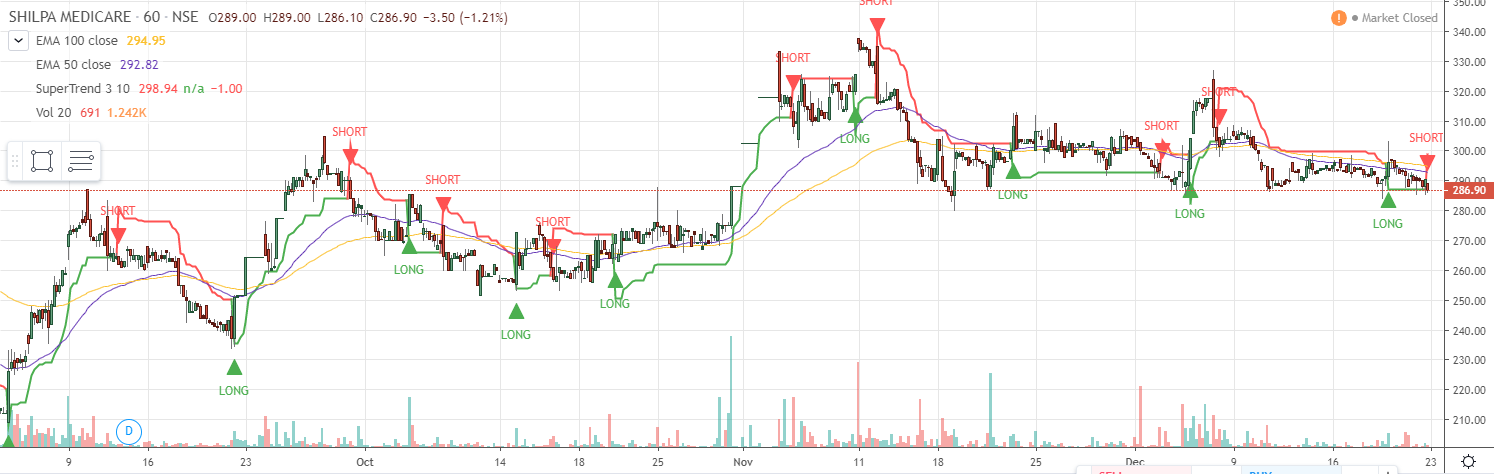 SHILPA MEDICARE · 60 · NSE O289.00 H289.00 L286.10 C286.90 −3.50 (−1.21%)
EMA 100 close 294.95
EMA 50 close 292.82
SuperTrend 3 10 298.94 n/a −1.00
Vol 20 691 1.242K
! Market Closed
SHORT
SHORT
SHORT
SHORT
SHORT
SHORT
SHORT
SHORT
SHORT
LONG
LONG
LONG
LONG
LONG
LONG
LONG
LONG
D
350.00
340.00
330.00
320.00
310.00
300.00
290.00
286.90
280.00
270.00
260.00
250.00
240.00
230.00
220.00
210.00
9 16 23 Oct 14 18 25 Nov 11 18 25 Dec 9 16 23
SELL BUY